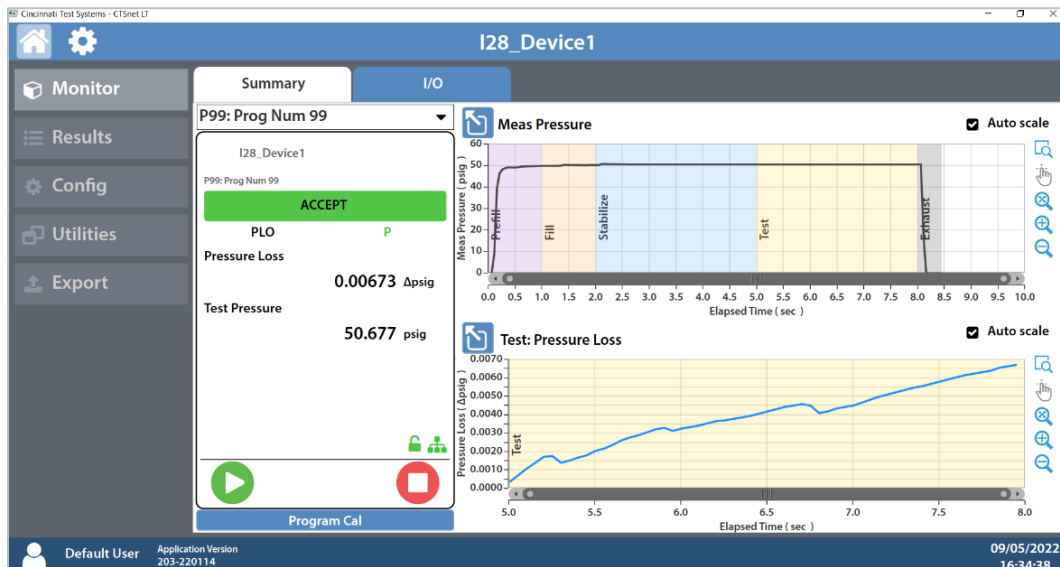 Cincinnati Test Systems - CTSnet LT
I28_Device1
Monitor
Results
Config
Utilities
Export
Summary
I/O
P99: Prog Num 99
I28_Device1
P99: Prog Num 99
ACCEPT
PLO P
Pressure Loss
0.00673 Δpsig
Test Pressure
50.677 psig
Program Cal
Meas Pressure
Auto scale
Meas Pressure ( psig )
60
50
40
30
20
10
0
Prefill
Fill
Stabilize
Test
Exhaust
0.0 0.5 1.0 1.5 2.0 2.5 3.0 3.5 4.0 4.5 5.0 5.5 6.0 6.5 7.0 7.5 8.0 8.5 9.0 9.5 10.0
Elapsed Time ( sec )
Test: Pressure Loss
Auto scale
Pressure Loss ( Δpsig )
0.0070
0.0060
0.0050
0.0040
0.0030
0.0020
0.0010
0.0000
Test
5.0 5.5 6.0 6.5 7.0 7.5 8.0
Elapsed Time ( sec )
Default User
Application Version
203-220114
09/05/2022
16:34:38